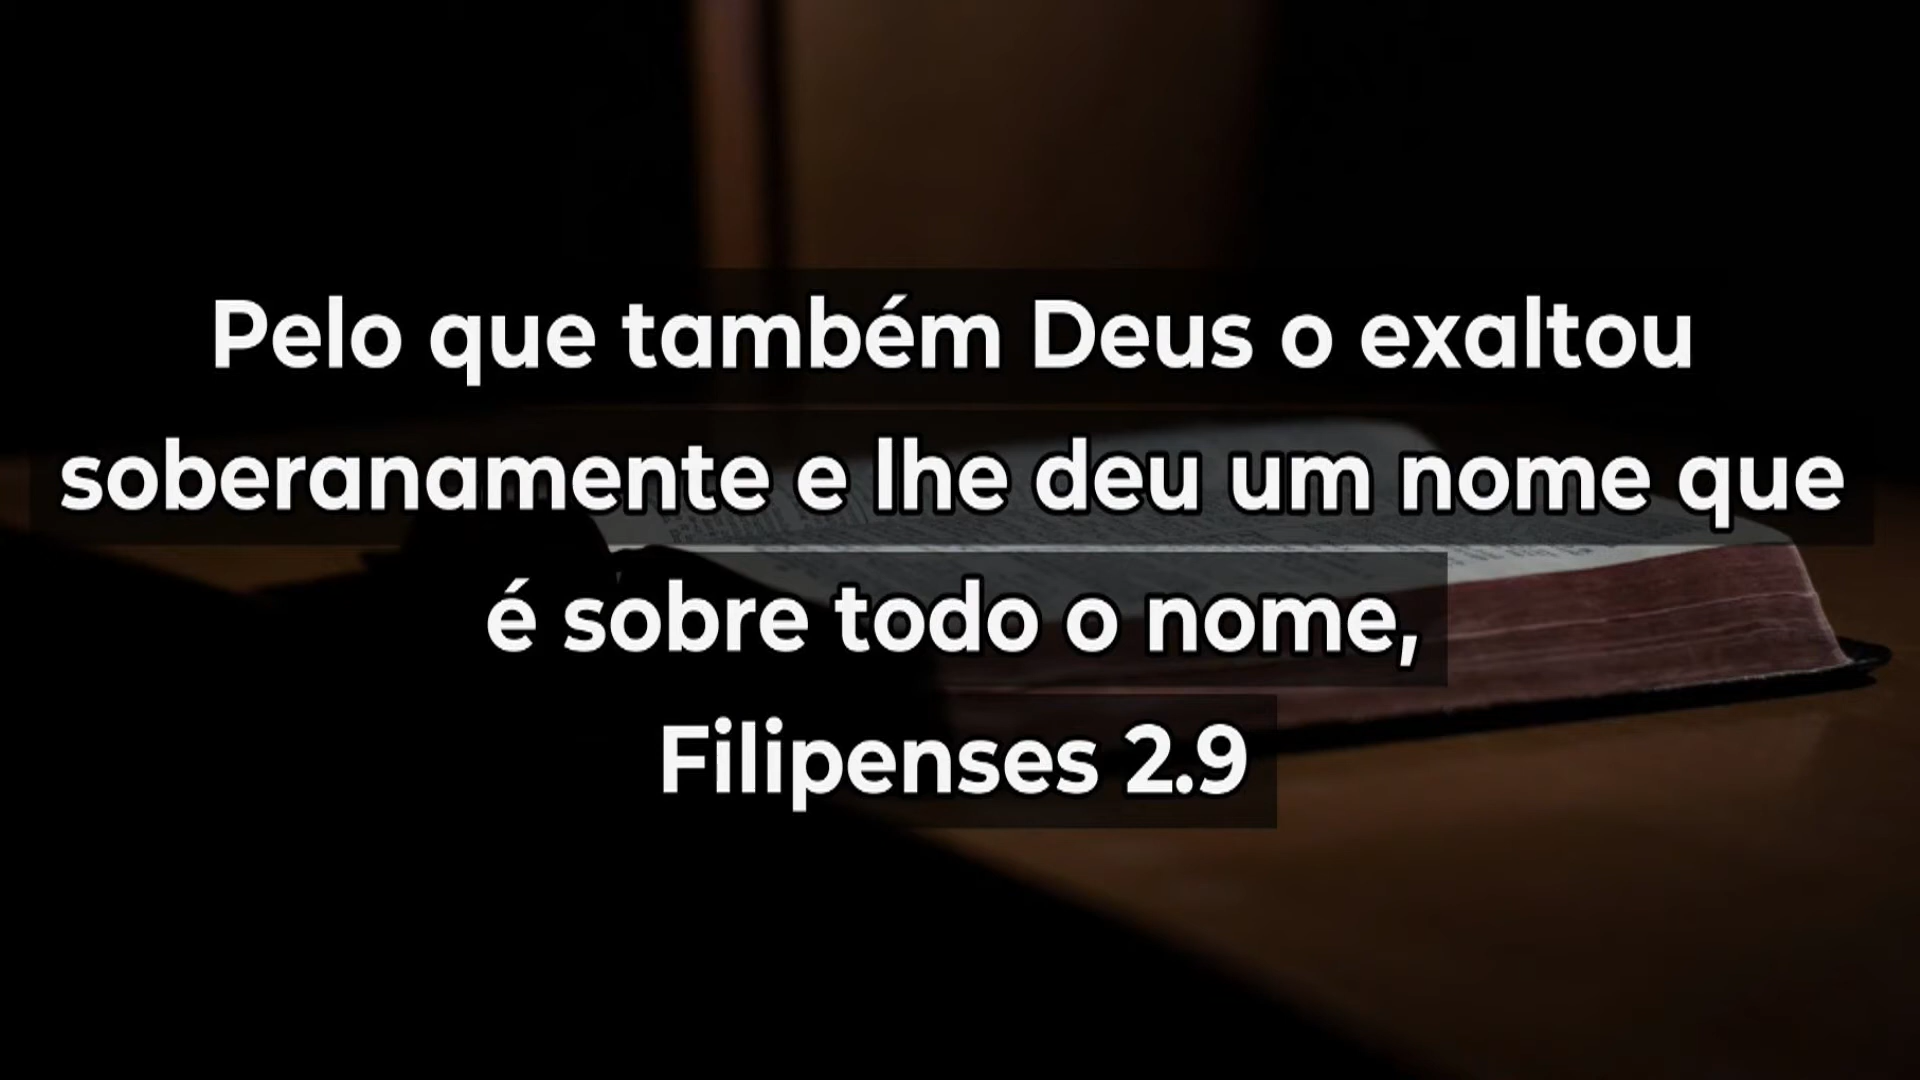 Pelo que também Deus o exaltou
soberanamente e lhe deu um nome que
é sobre todo o nome,
Filipenses 2.9